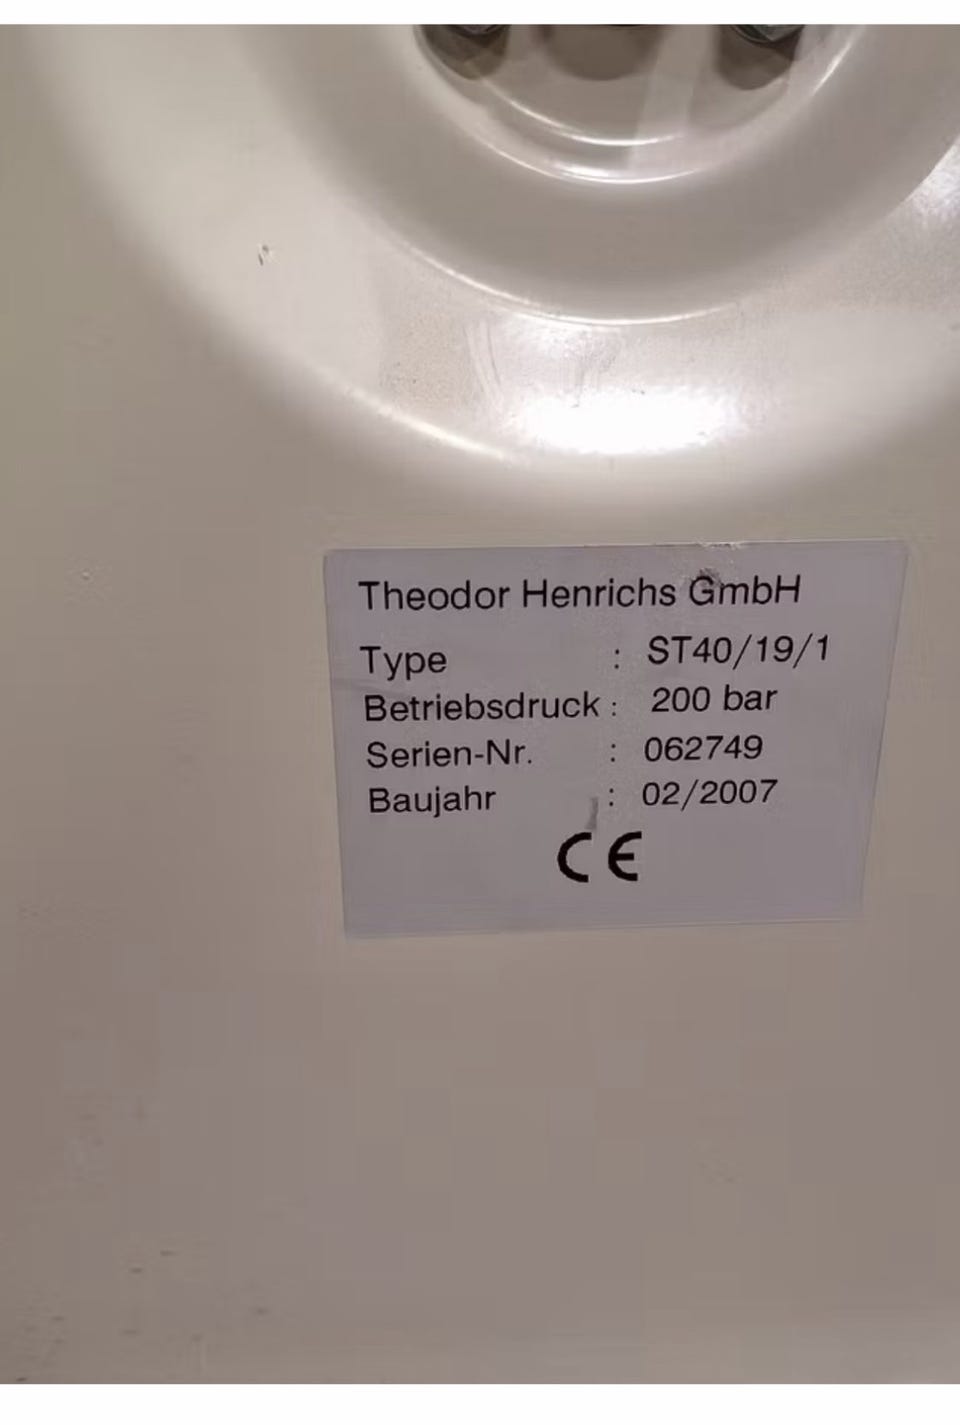 Theodor Henrichs GmbH
Type : ST40/19/1
Betriebsdruck : 200 bar
Serien-Nr. : 062749
Baujahr : 02/2007
CE